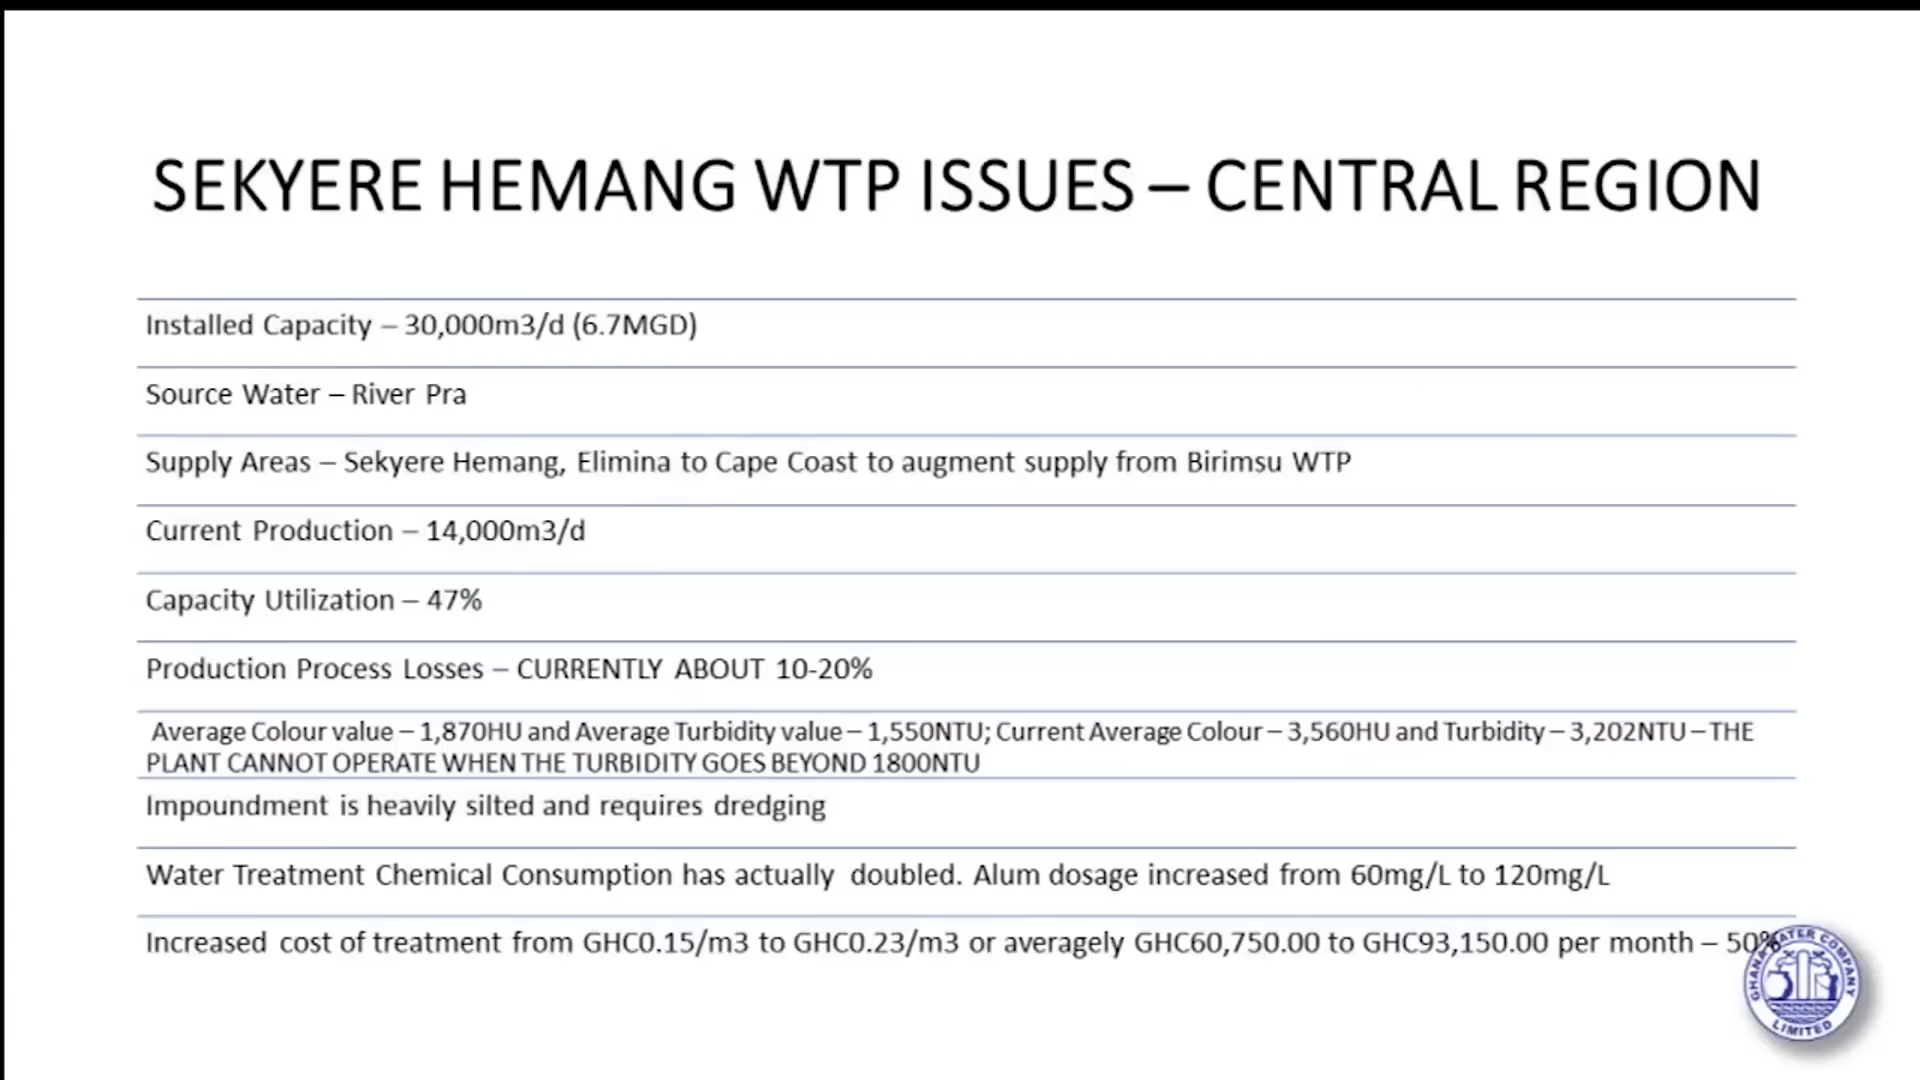 SEKYERE HEMANG WTP ISSUES – CENTRAL REGION
Installed Capacity – 30,000m3/d (6.7MGD)
Source Water – River Pra
Supply Areas – Sekyere Hemang, Elimina to Cape Coast to augment supply from Birimsu WTP
Current Production – 14,000m3/d
Capacity Utilization – 47%
Production Process Losses – CURRENTLY ABOUT 10-20%
Average Colour value – 1,870HU and Average Turbidity value – 1,550NTU; Current Average Colour – 3,560HU and Turbidity – 3,202NTU – THE
PLANT CANNOT OPERATE WHEN THE TURBIDITY GOES BEYOND 1800NTU
Impoundment is heavily silted and requires dredging
Water Treatment Chemical Consumption has actually doubled. Alum dosage increased from 60mg/L to 120mg/L
Increased cost of treatment from GHC0.15/m3 to GHC0.23/m3 or averagely GHC60,750.00 to GHC93,150.00 per month – 50%
GHANA WATER COMPANY
LIMITED